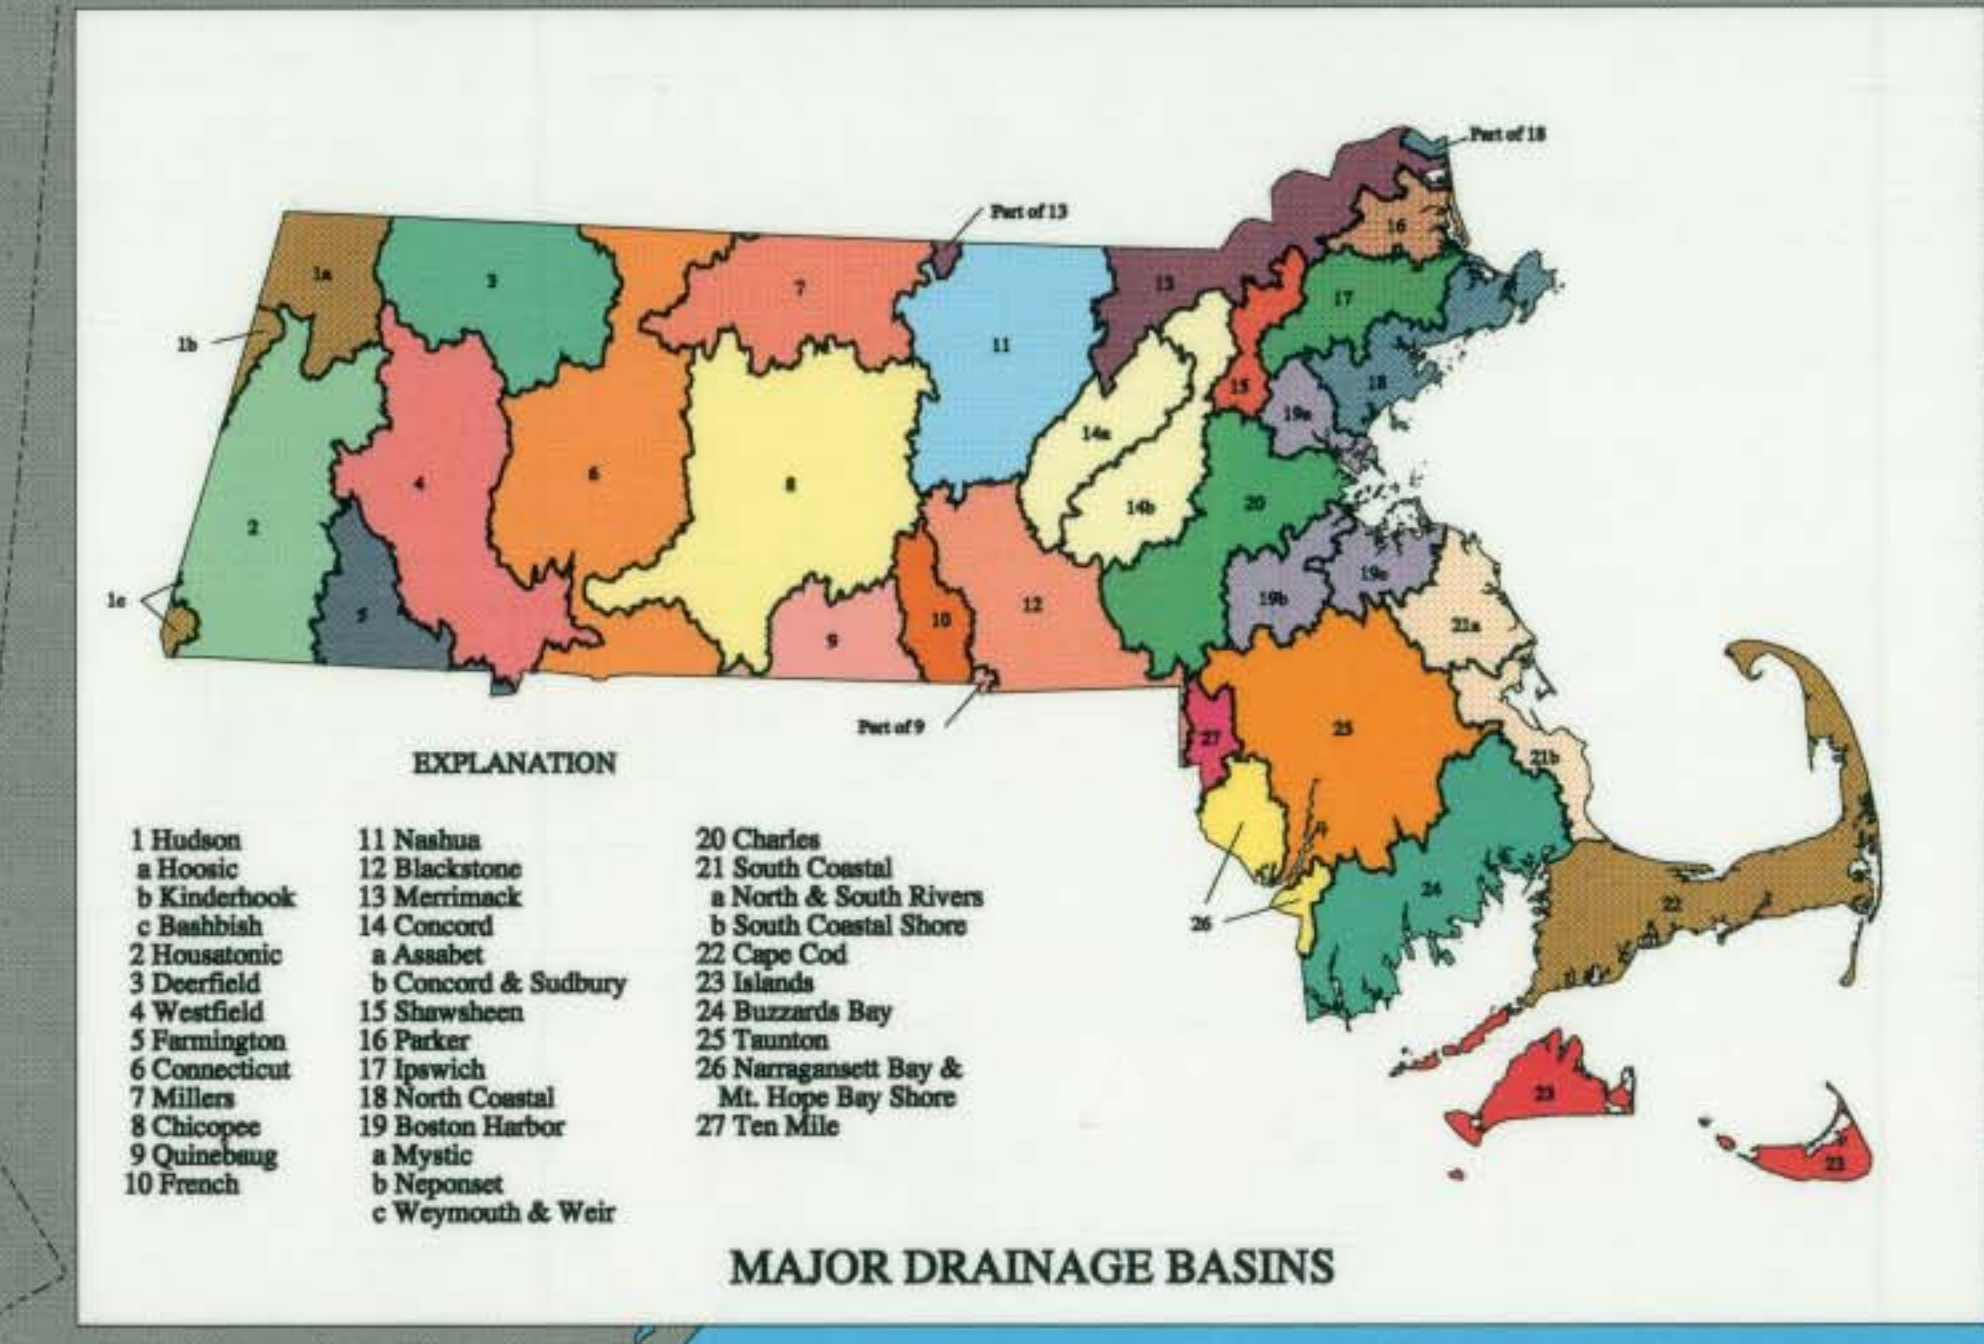 Part of 18
Part of 13
16
1a
3
7
13
17
1b
11
15
18
19a
14a
4
6
8
2
14b
20
1c
5
9
10
12
19b
19c
21a
Part of 9
27
25
21b
26
24
22
23
23
EXPLANATION
1 Hudson
a Hoosic
b Kinderhook
c Bashbish
2 Housatonic
3 Deerfield
4 Westfield
5 Farmington
6 Connecticut
7 Millers
8 Chicopee
9 Quinebaug
10 French
11 Nashua
12 Blackstone
13 Merrimack
14 Concord
a Assabet
b Concord & Sudbury
15 Shawsheen
16 Parker
17 Ipswich
18 North Coastal
19 Boston Harbor
a Mystic
b Neponset
c Weymouth & Weir
20 Charles
21 South Coastal
a North & South Rivers
b South Coastal Shore
22 Cape Cod
23 Islands
24 Buzzards Bay
25 Taunton
26 Narragansett Bay &
Mt. Hope Bay Shore
27 Ten Mile
MAJOR DRAINAGE BASINS